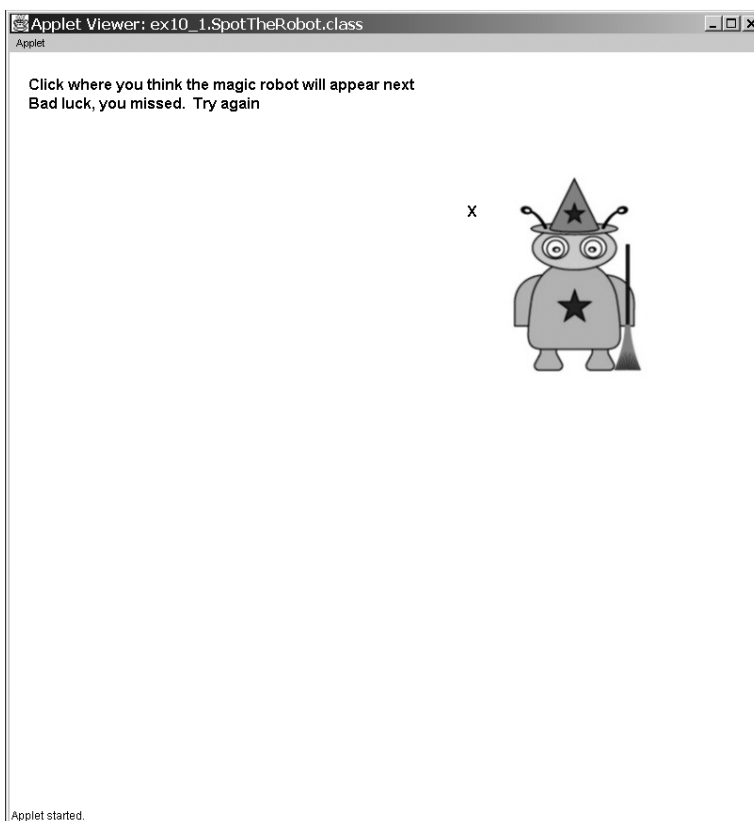 Applet Viewer: ex10_1.SpotTheRobot.class
Applet
Click where you think the magic robot will appear next
Bad luck, you missed. Try again
X
Applet started.